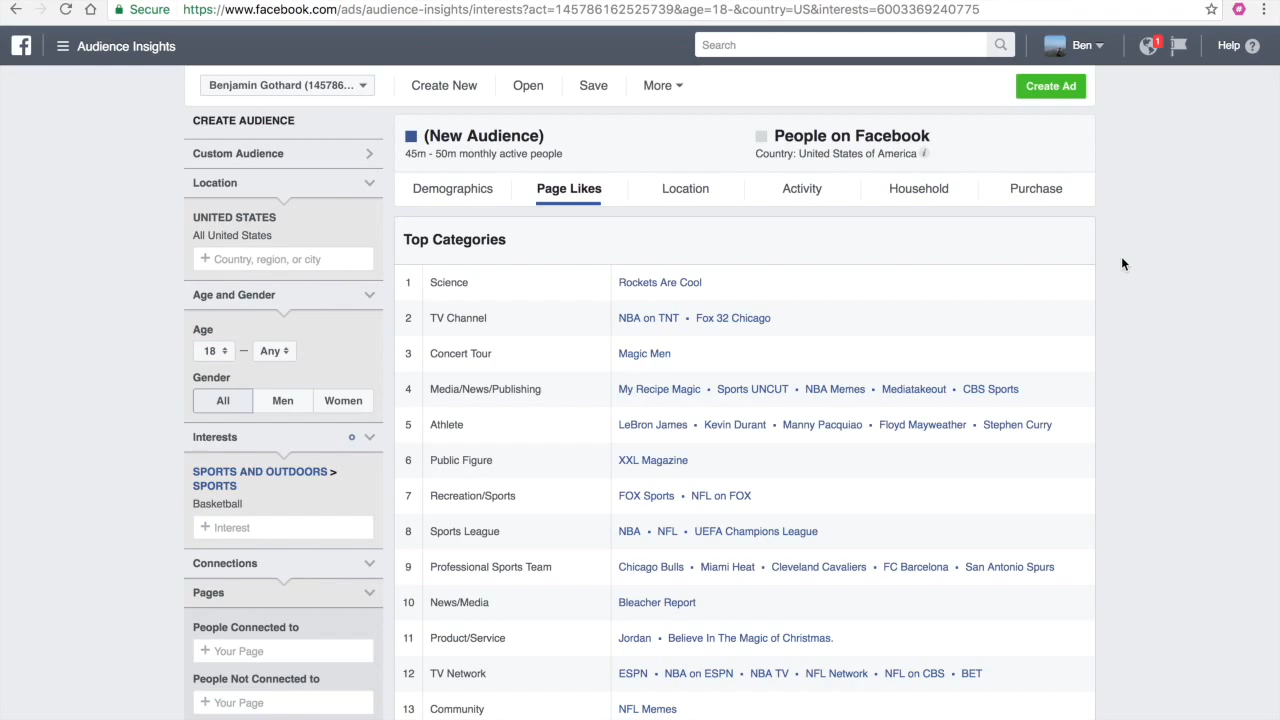 Secure https://www.facebook.com/ads/audience-insights/interests?act=145786162525739&age=18-&country=US&interests=6003369240775
Audience Insights Search Ben 1 Help ?
Benjamin Gothard (145786... Create New Open Save More Create Ad
CREATE AUDIENCE
Custom Audience
Location
UNITED STATES
All United States
+ Country, region, or city
Age and Gender
Age
18 — Any
Gender
All Men Women
Interests
SPORTS AND OUTDOORS >
SPORTS
Basketball
+ Interest
Connections
Pages
People Connected to
+ Your Page
People Not Connected to
+ Your Page
(New Audience) People on Facebook
45m - 50m monthly active people Country: United States of America i
Demographics Page Likes Location Activity Household Purchase
Top Categories
1 Science Rockets Are Cool
2 TV Channel NBA on TNT • Fox 32 Chicago
3 Concert Tour Magic Men
4 Media/News/Publishing My Recipe Magic • Sports UNCUT • NBA Memes • Mediatakeout • CBS Sports
5 Athlete LeBron James • Kevin Durant • Manny Pacquiao • Floyd Mayweather • Stephen Curry
6 Public Figure XXL Magazine
7 Recreation/Sports FOX Sports • NFL on FOX
8 Sports League NBA • NFL • UEFA Champions League
9 Professional Sports Team Chicago Bulls • Miami Heat • Cleveland Cavaliers • FC Barcelona • San Antonio Spurs
10 News/Media Bleacher Report
11 Product/Service Jordan • Believe In The Magic of Christmas.
12 TV Network ESPN • NBA on ESPN • NBA TV • NFL Network • NFL on CBS • BET
13 Community NFL Memes